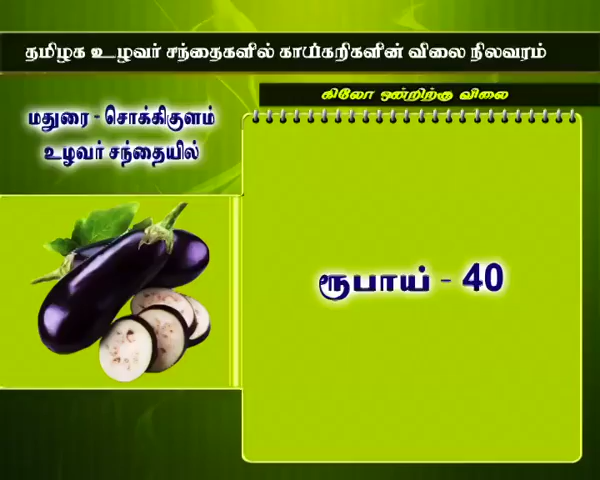 தமிழக உழவர் சந்தைகளில் காய்கறிகளின் விலை நிலவரம்
கிலோ ஒன்றிற்கு விலை
மதுரை - சொக்கிகுளம்
உழவர் சந்தையில்
ரூபாய் - 40